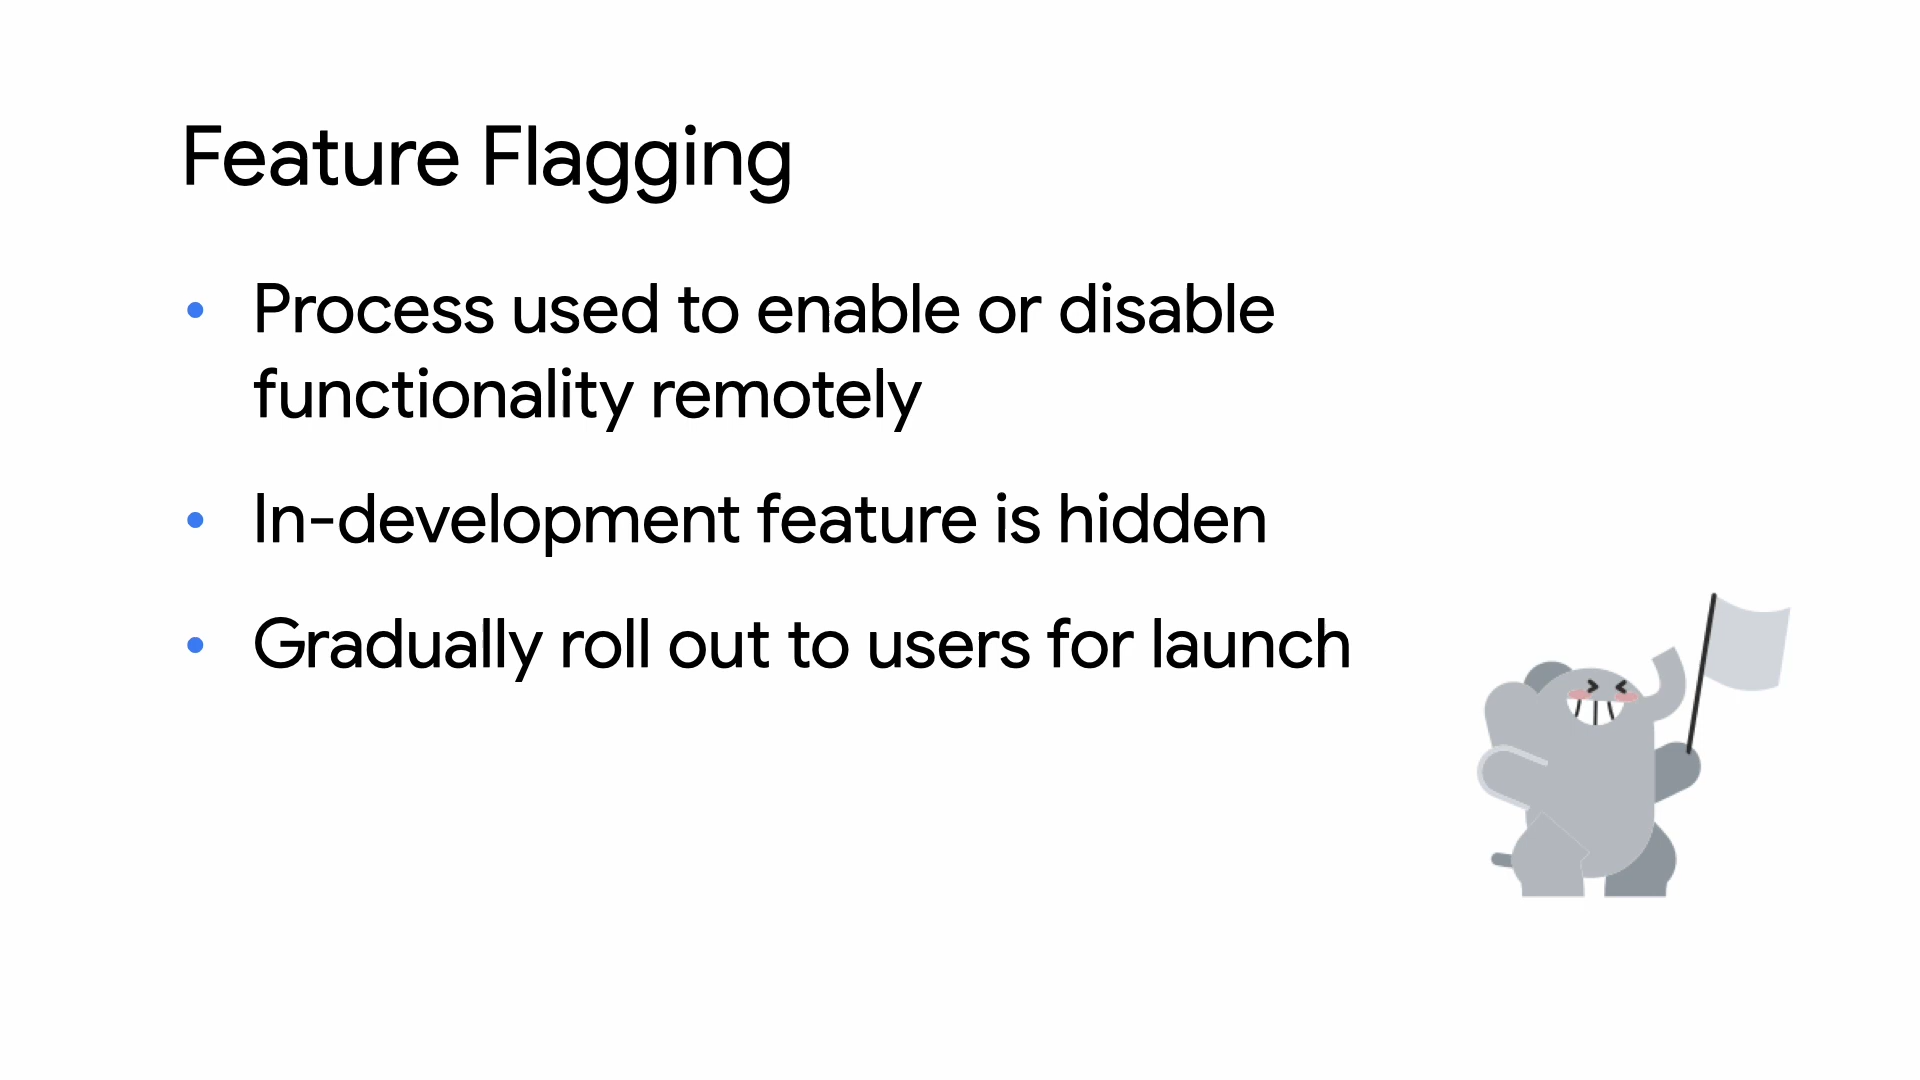 Feature Flagging
• Process used to enable or disable
functionality remotely
• In-development feature is hidden
• Gradually roll out to users for launch